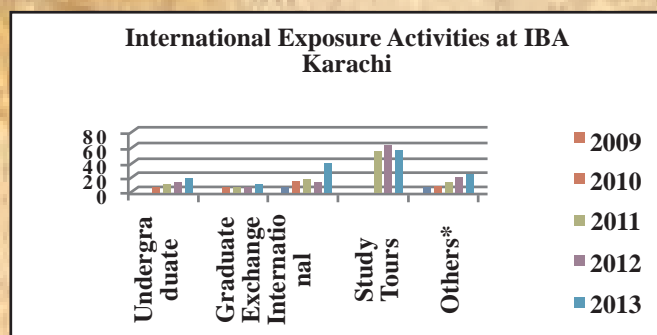 International Exposure Activities at IBA
Karachi
80
60
40
20
0
Undergra
duate
Graduate
Exchange
Internatio
nal
Study
Tours
Others*
2009
2010
2011
2012
2013